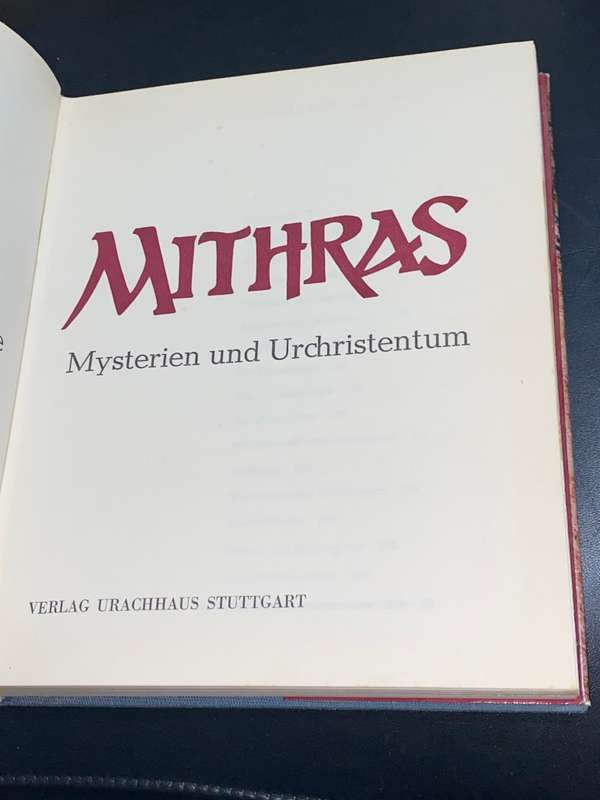 MITHRAS
Mysterien und Urchristentum
VERLAG URACHHAUS STUTTGART